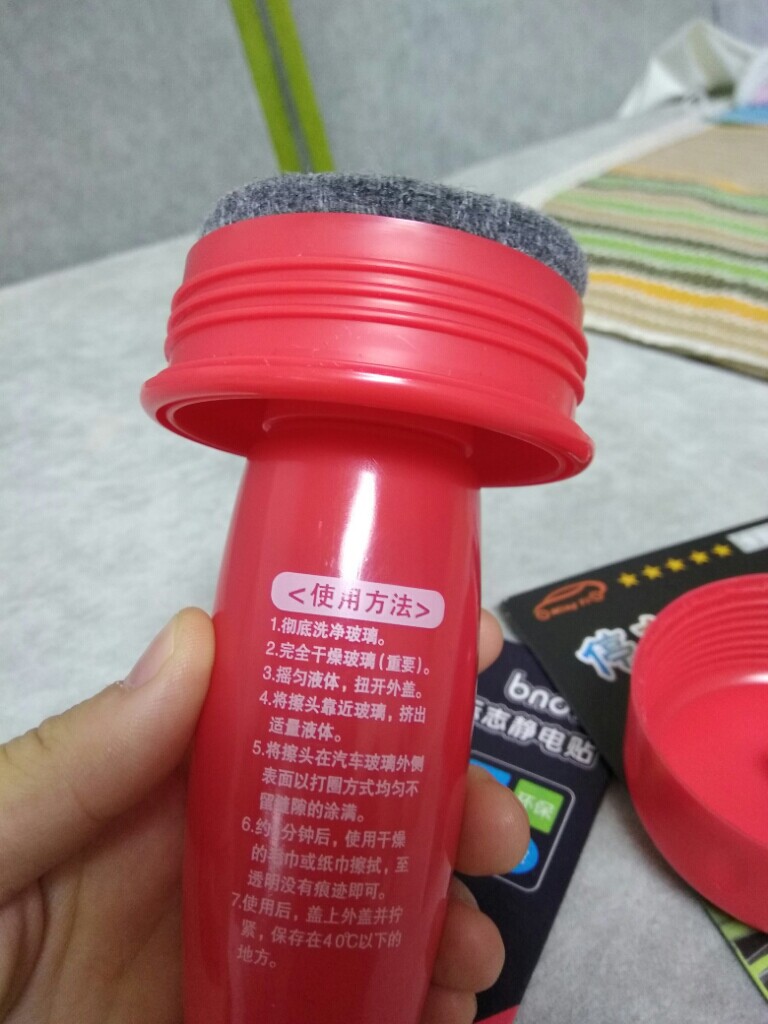 <使用方法>
1.彻底洗净玻璃。
2.完全干燥玻璃(重要)。
3.摇匀液体，扭开外盖。
4.将擦头靠近玻璃，挤出
适量液体。
5.将擦头在汽车玻璃外侧
表面以打圈方式均匀不
留缝隙的涂满。
6.约 分钟后，使用干燥
的毛巾或纸巾擦拭，至
透明没有痕迹即可。
7.使用后，盖上外盖并拧
紧，保存在40℃以下的
地方。
停
志静电贴
环保